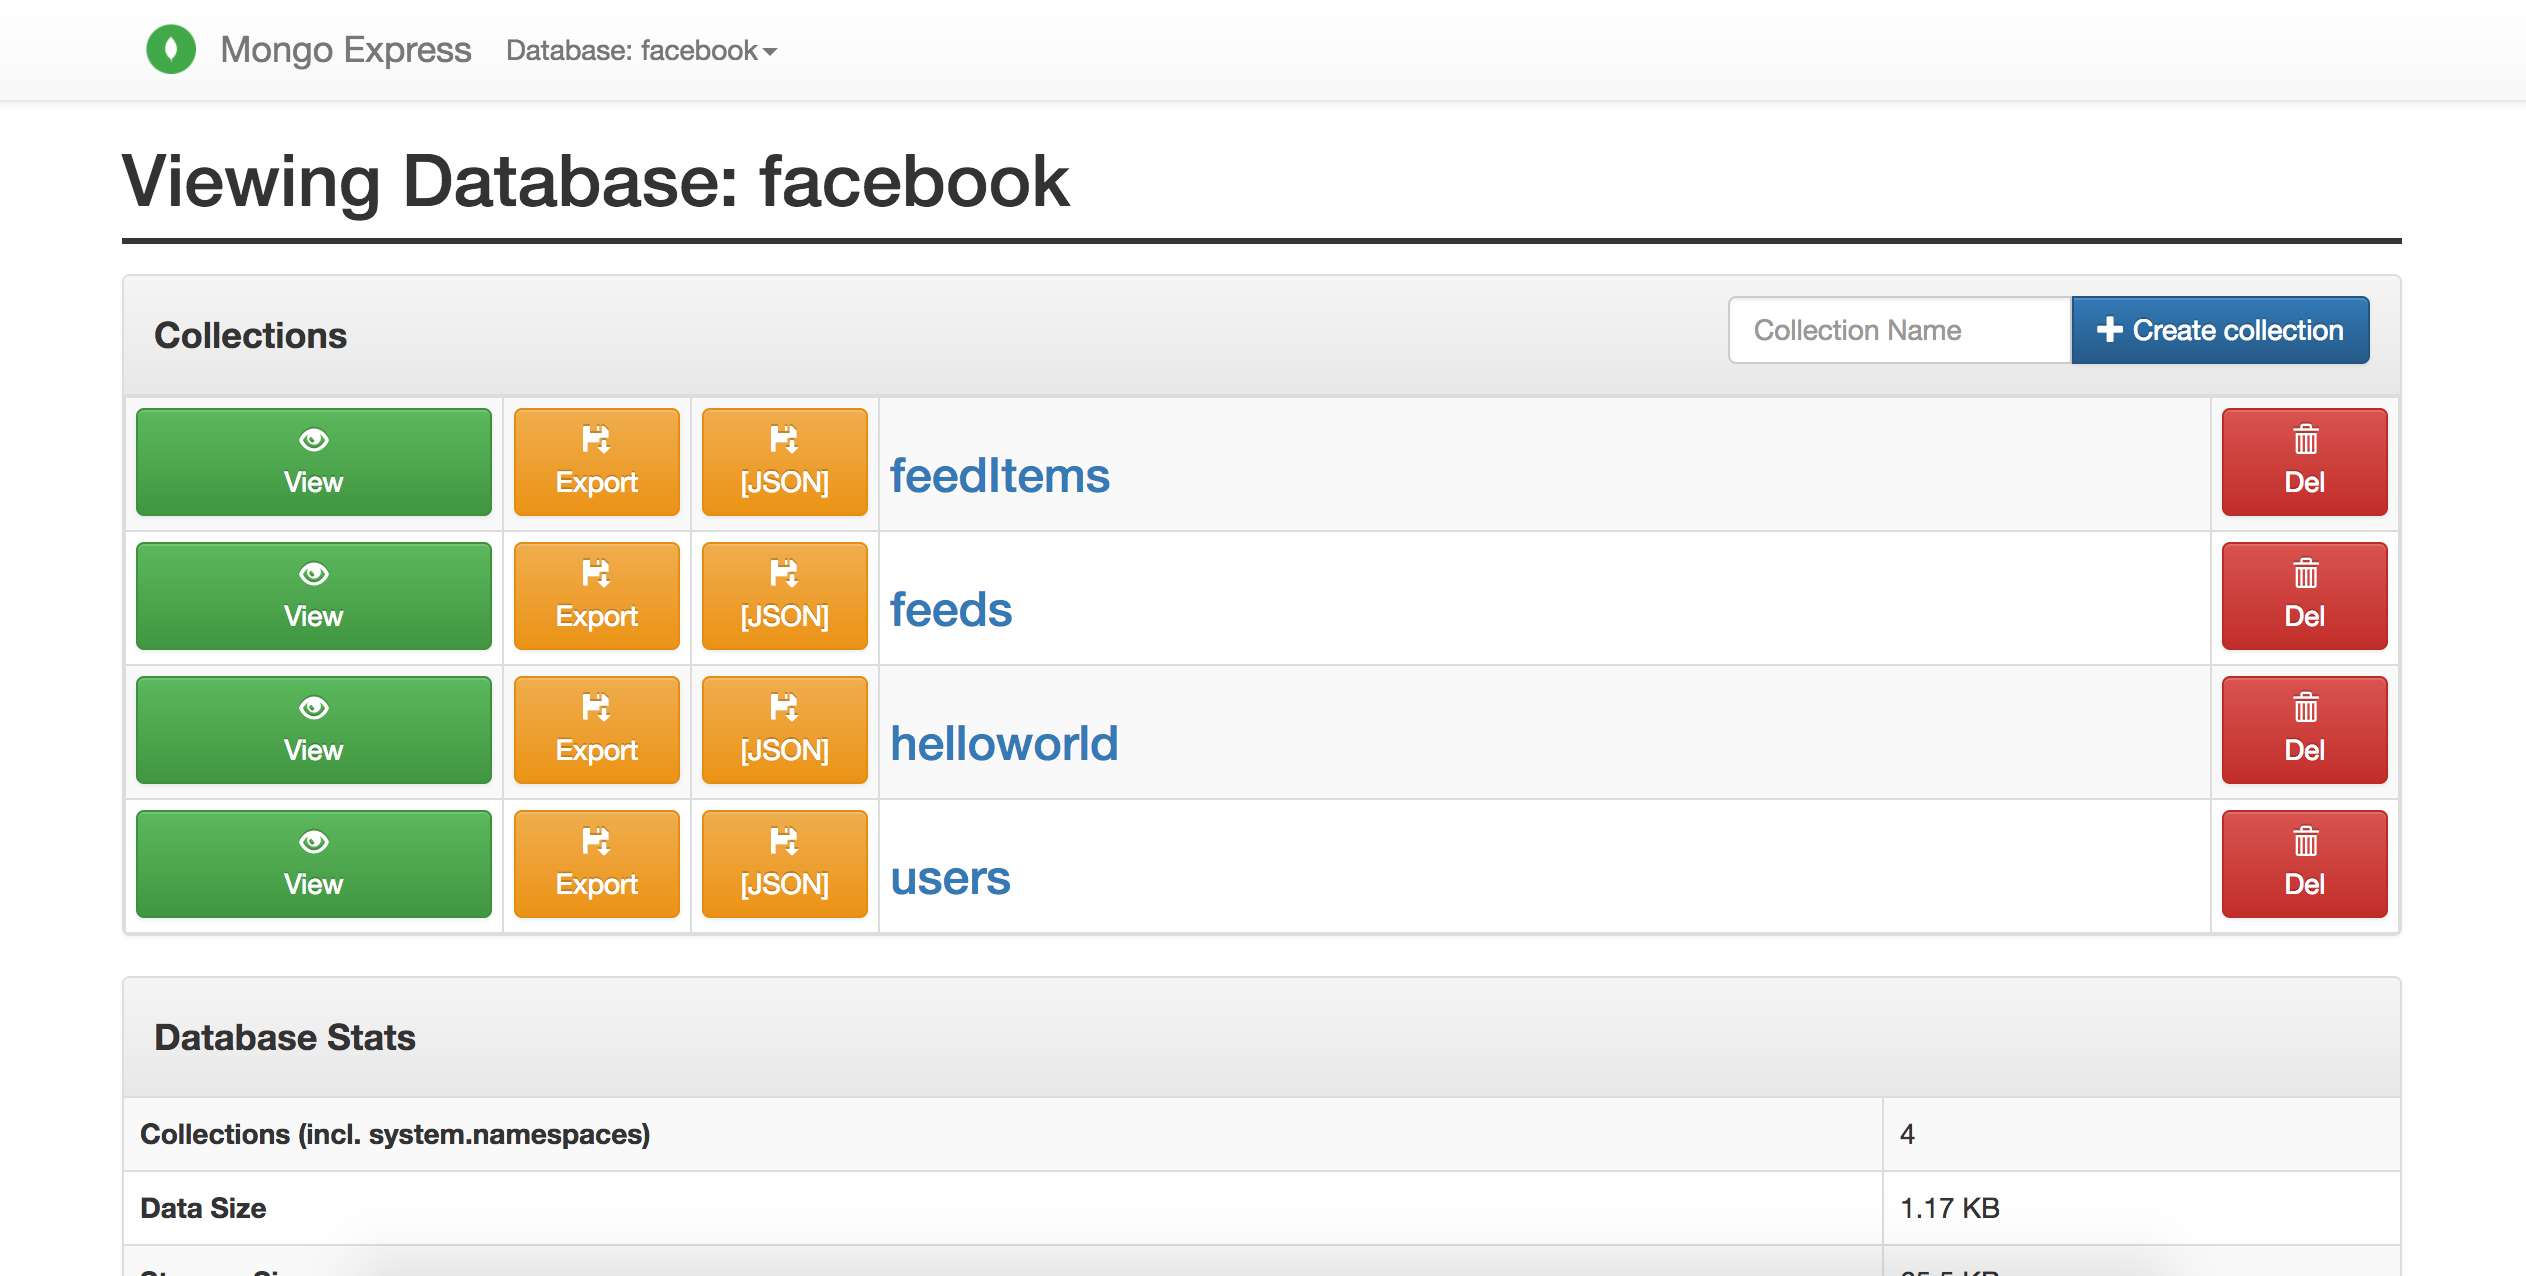 Mongo Express Database: facebook
Viewing Database: facebook
Collections
Collection Name Create collection
View Export [JSON] feedItems Del
View Export [JSON] feeds Del
View Export [JSON] helloworld Del
View Export [JSON] users Del
Database Stats
Collections (incl. system.namespaces) 4
Data Size 1.17 KB